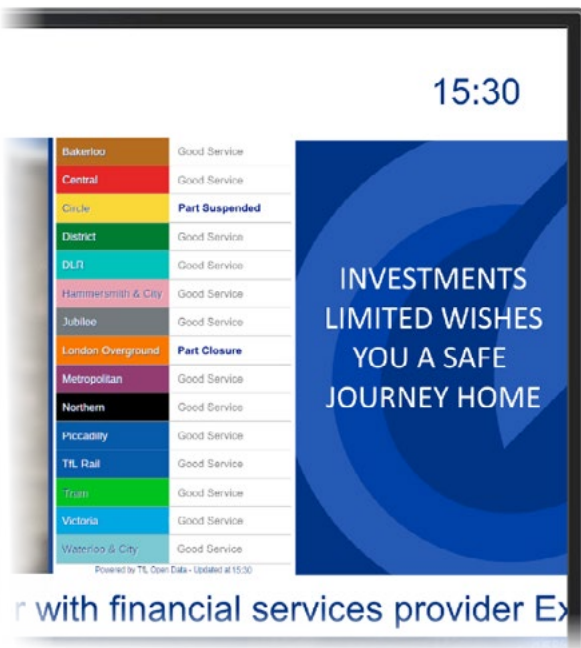 15:30
Bakerloo Good Service
Central Good Service
Circle Part Suspended
District Good Service
DLR Good Service
Hammersmith & City Good Service
Jubilee Good Service
London Overground Part Closure
Metropolitan Good Service
Northern Good Service
Piccadilly Good Service
TfL Rail Good Service
Tram Good Service
Victoria Good Service
Waterloo & City Good Service
Powered by TfL Open Data - Updated at 15:30
INVESTMENTS
LIMITED WISHES
YOU A SAFE
JOURNEY HOME
r with financial services provider Ex